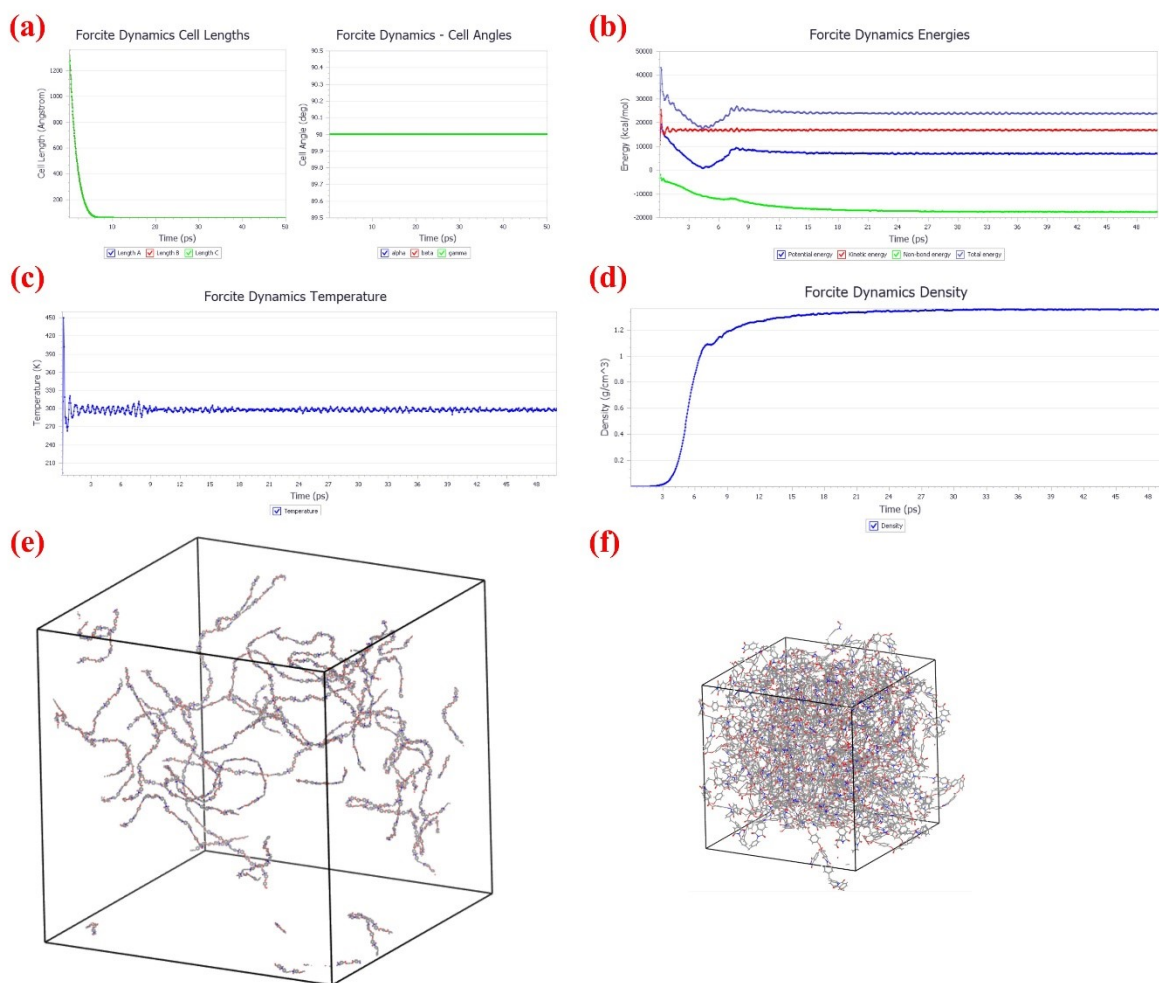 (a)
Forcite Dynamics Cell Lengths
Cell Length (Angstrom)
1200
1000
800
600
400
200
10 20 30 40 50
Time (ps)
Length A Length B Length C
Forcite Dynamics - Cell Angles
Cell Angle (deg)
90.5
90.4
90.3
90.2
90.1
90
89.9
89.8
89.7
89.6
89.5
10 20 30 40 50
Time (ps)
alpha beta gamma
(b)
Forcite Dynamics Energies
Energy (kcal/mol)
50000
40000
30000
20000
10000
0
-10000
-20000
3 6 9 12 15 18 21 24 27 30 33 36 39 42 45 48
Time (ps)
Potential energy Kinetic energy Non-bond energy Total energy
(c)
Forcite Dynamics Temperature
Temperature (K)
450
420
390
360
330
300
270
240
210
3 6 9 12 15 18 21 24 27 30 33 36 39 42 45 48
Time (ps)
Temperature
(d)
Forcite Dynamics Density
Density (g/cm^3)
1.2
1
0.8
0.6
0.4
0.2
3 6 9 12 15 18 21 24 27 30 33 36 39 42 45 48
Time (ps)
Density
(e)
(f)